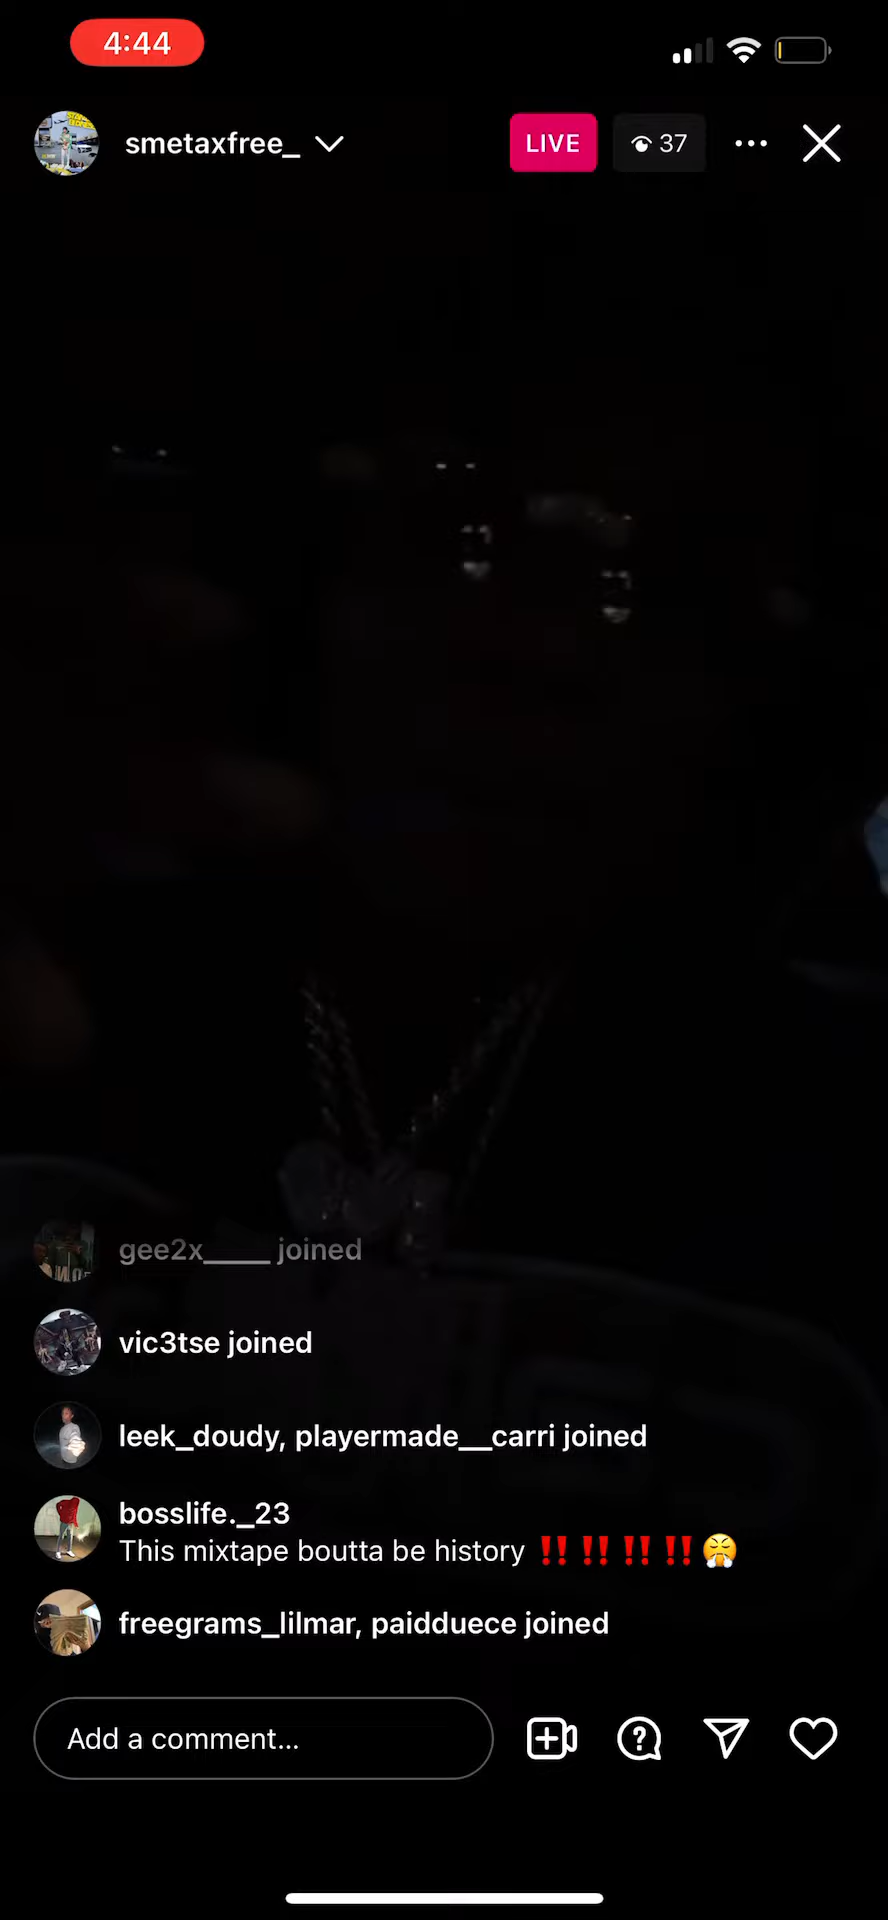 4:44
smetaxfree_
LIVE
37
gee2x_____ joined
vic3tse joined
leek_doudy, playermade__carri joined
bosslife._23
This mixtape boutta be history ‼️ ‼️ ‼️ ‼️ 😤
freegrams_lilmar, paidduece joined
Add a comment...